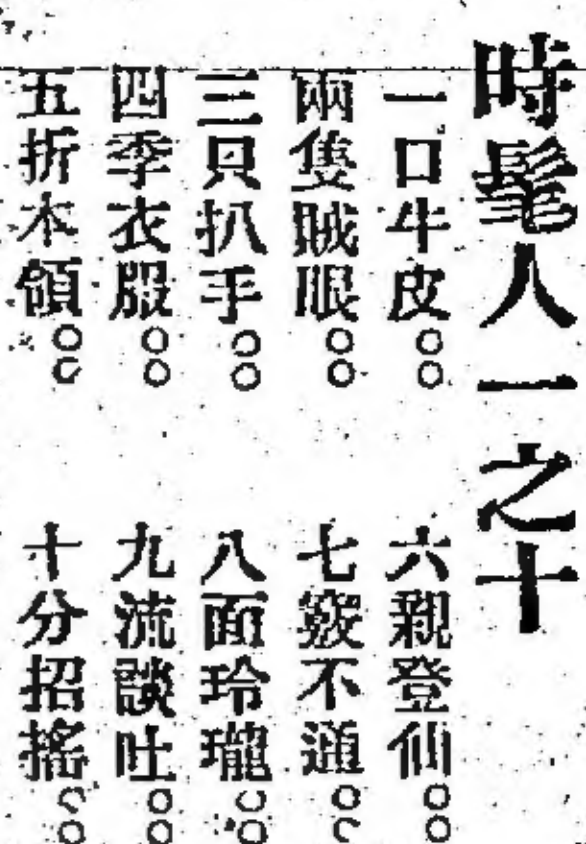 時髦人一之十
一口牛皮○○
兩隻賊眼○○
三只扒手○○
四季衣服○○
五折本領○○
六親登仙○○
七竅不通○○
八面玲瓏○○
九流談吐○○
十分招搖○○